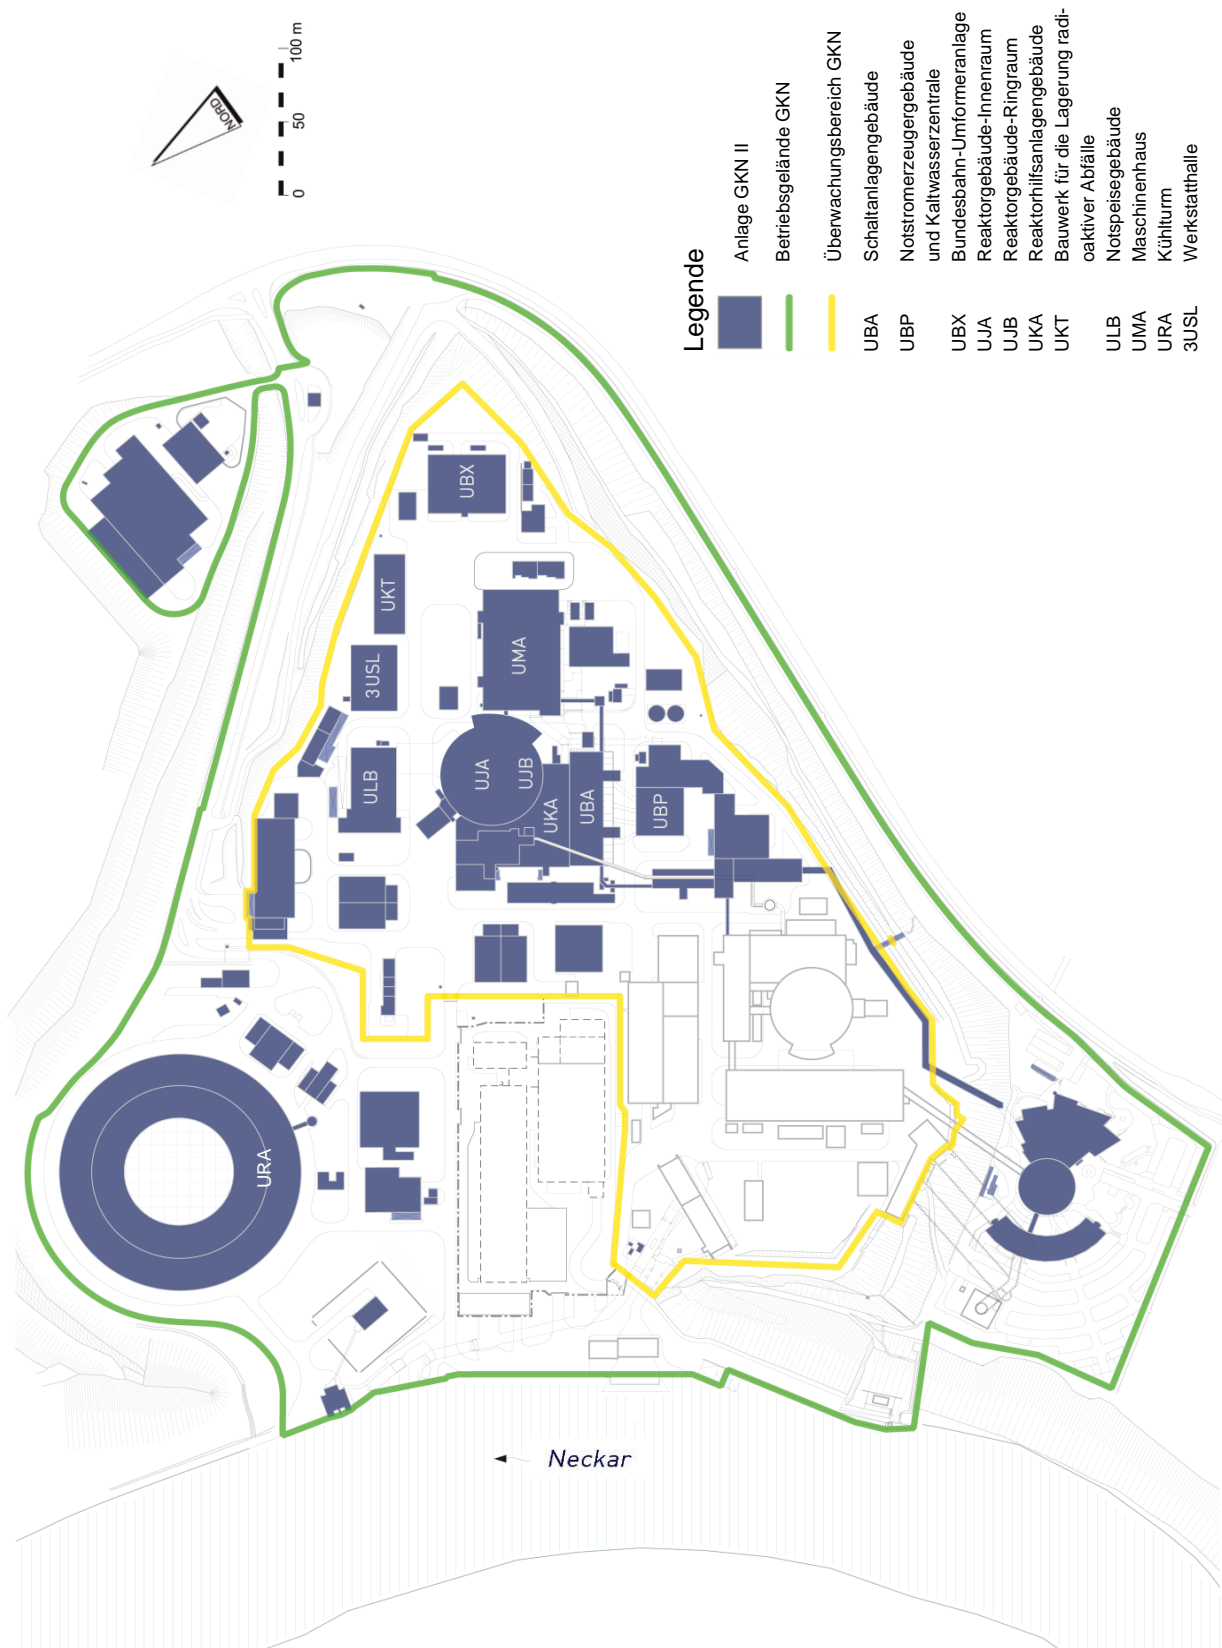 NORD
0
50
100 m
Legende
Anlage GKN II
Betriebsgelände GKN
Überwachungsbereich GKN
UBA Schaltanlagengebäude
UBP Notstromerzeugergebäude
und Kaltwasserzentrale
UBX Bundesbahn-Umformeranlage
UJA Reaktorgebäude-Innenraum
UJB Reaktorgebäude-Ringraum
UKA Reaktorhilfsanlagengebäude
UKT Bauwerk für die Lagerung radi-
oaktiver Abfälle
ULB Notspeisegebäude
UMA Maschinenhaus
URA Kühlturm
3USL Werkstatthalle
UBX
UKT
3USL
UMA
ULB
UJA
UJB
UKA
UBA
UBP
URA
Neckar